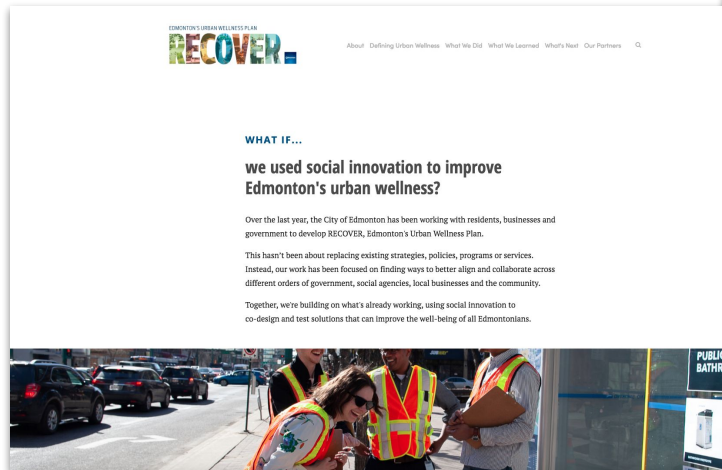 EDMONTON'S URBAN WELLNESS PLAN
RECOVER.
About Defining Urban Wellness What We Did What We Learned What's Next Our Partners
WHAT IF...
we used social innovation to improve
Edmonton's urban wellness?
Over the last year, the City of Edmonton has been working with residents, businesses and
government to develop RECOVER, Edmonton's Urban Wellness Plan.
This hasn't been about replacing existing strategies, policies, programs or services.
Instead, our work has been focused on finding ways to better align and collaborate across
different orders of government, social agencies, local businesses and the community.
Together, we're building on what's already working, using social innovation to
co-design and test solutions that can improve the well-being of all Edmontonians.
PUBLIC